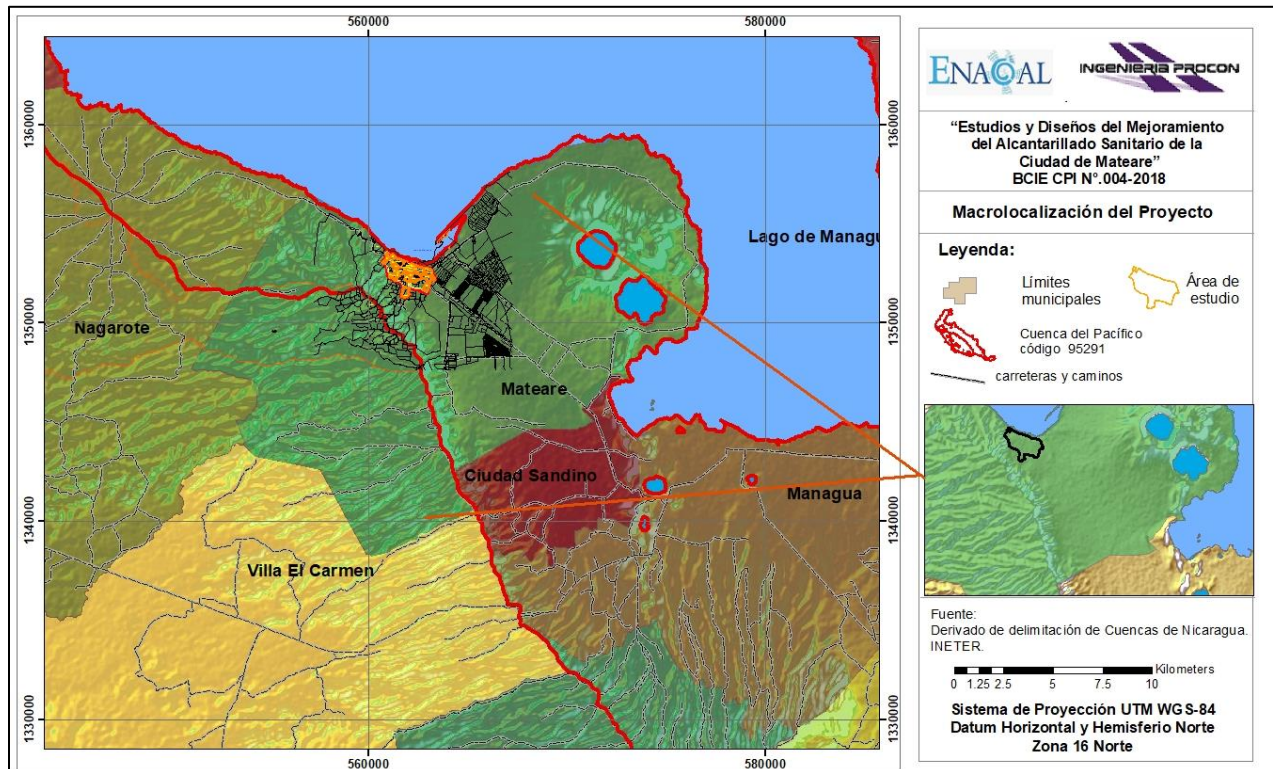 560000
580000
1360000
1360000
Lago de Managu
1350000
1350000
Nagarote
Mateare
Ciudad Sandino
Managua
1340000
1340000
Villa El Carmen
1330000
1330000
560000
580000
ENACAL
INGENIERIA PROCON
“Estudios y Diseños del Mejoramiento
del Alcantarillado Sanitario de la
Ciudad de Mateare”
BCIE CPI N°.004-2018
Macrolocalización del Proyecto
Leyenda:
Límites
municipales
Área de
estudio
Cuenca del Pacífico
código 95291
carreteras y caminos
Fuente:
Derivado de delimitación de Cuencas de Nicaragua.
INETER.
Kilometers
0 1.25 2.5 5 7.5 10
Sistema de Proyección UTM WGS-84
Datum Horizontal y Hemisferio Norte
Zona 16 Norte